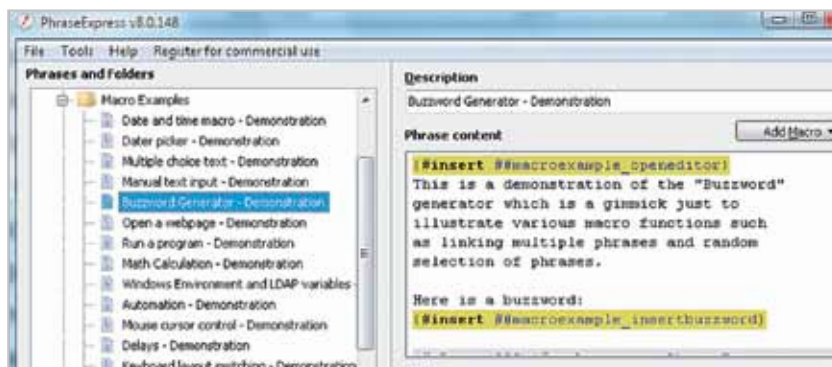 PhraseExpress v8.0.148
File Tools Help Register for commercial use
Phrases and Folders
Macro Examples
Date and time macro - Demonstration
Dater picker - Demonstration
Multiple choice text - Demonstration
Manual text input - Demonstration
Buzzword Generator - Demonstration
Open a webpage - Demonstration
Run a program - Demonstration
Math Calculation - Demonstration
Windows Environment and LDAP variables -
Automation - Demonstration
Mouse cursor control - Demonstration
Delays - Demonstration
Keyboard layout switching - Demonstration
Description
Buzzword Generator - Demonstration
Phrase content
Add Macro
{#insert ##macroexample_openeditor}
This is a demonstration of the "Buzzword"
generator which is a gimmick just to
illustrate various macro functions such
as linking multiple phrases and random
selection of phrases.
Here is a buzzword:
{#insert ##macroexample_insertbuzzword}